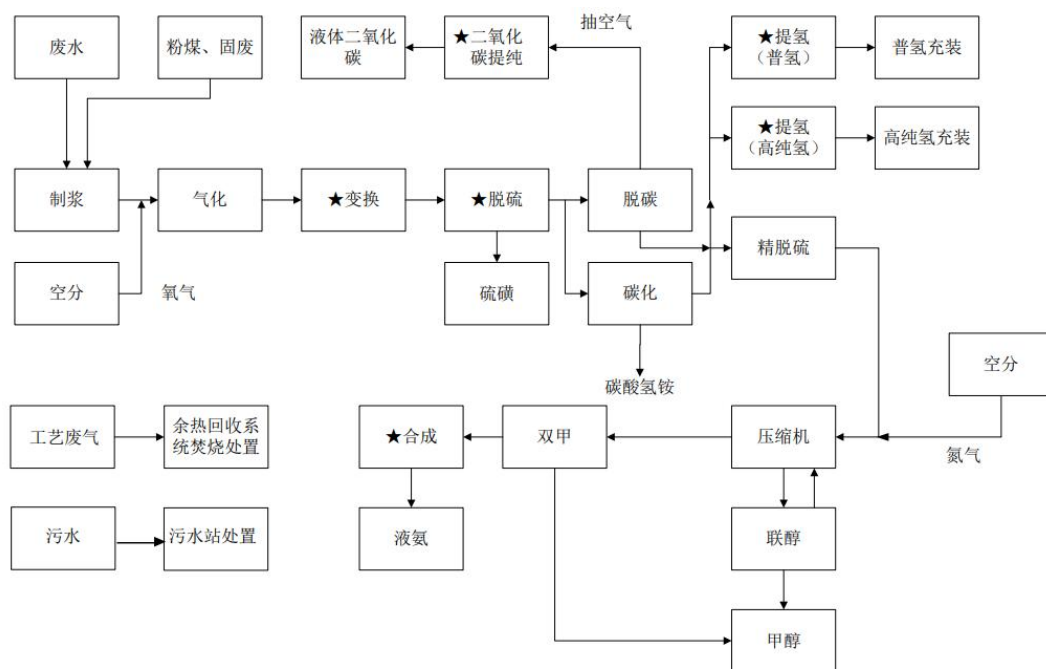 废水
粉煤、固废
液体二氧化
碳
★二氧化
碳提纯
抽空气
★提氢
（普氢）
普氢充装
★提氢
（高纯氢）
高纯氢充装
制浆
气化
★变换
★脱硫
脱碳
精脱硫
空分
氧气
硫磺
碳化
碳酸氢铵
空分
氮气
工艺废气
余热回收系
统焚烧处置
★合成
双甲
压缩机
污水
污水站处置
液氨
联醇
甲醇